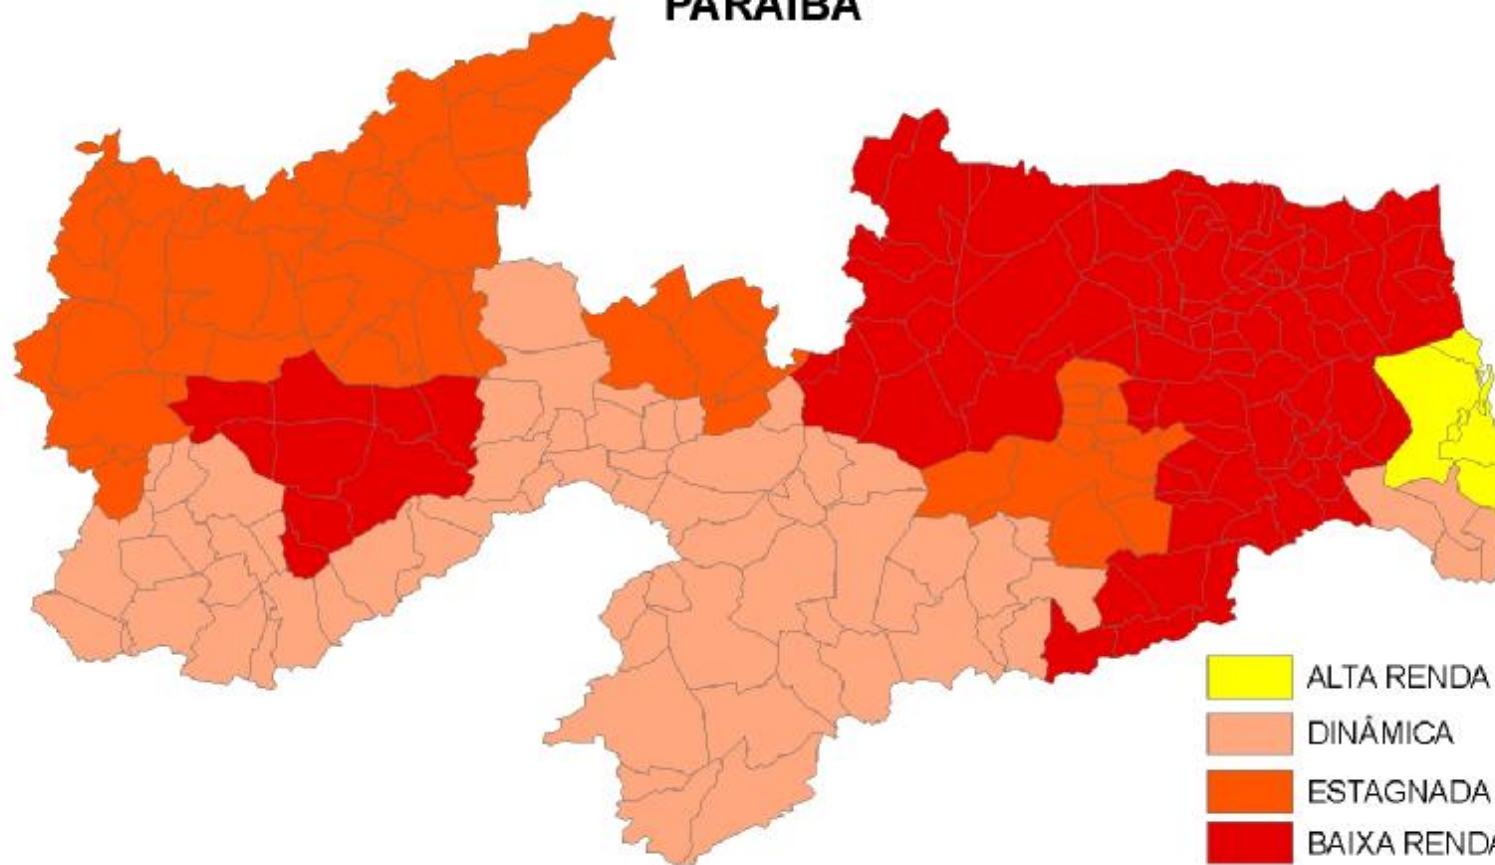 PARAÍBA
ALTA RENDA
DINÂMICA
ESTAGNADA
BAIXA RENDA